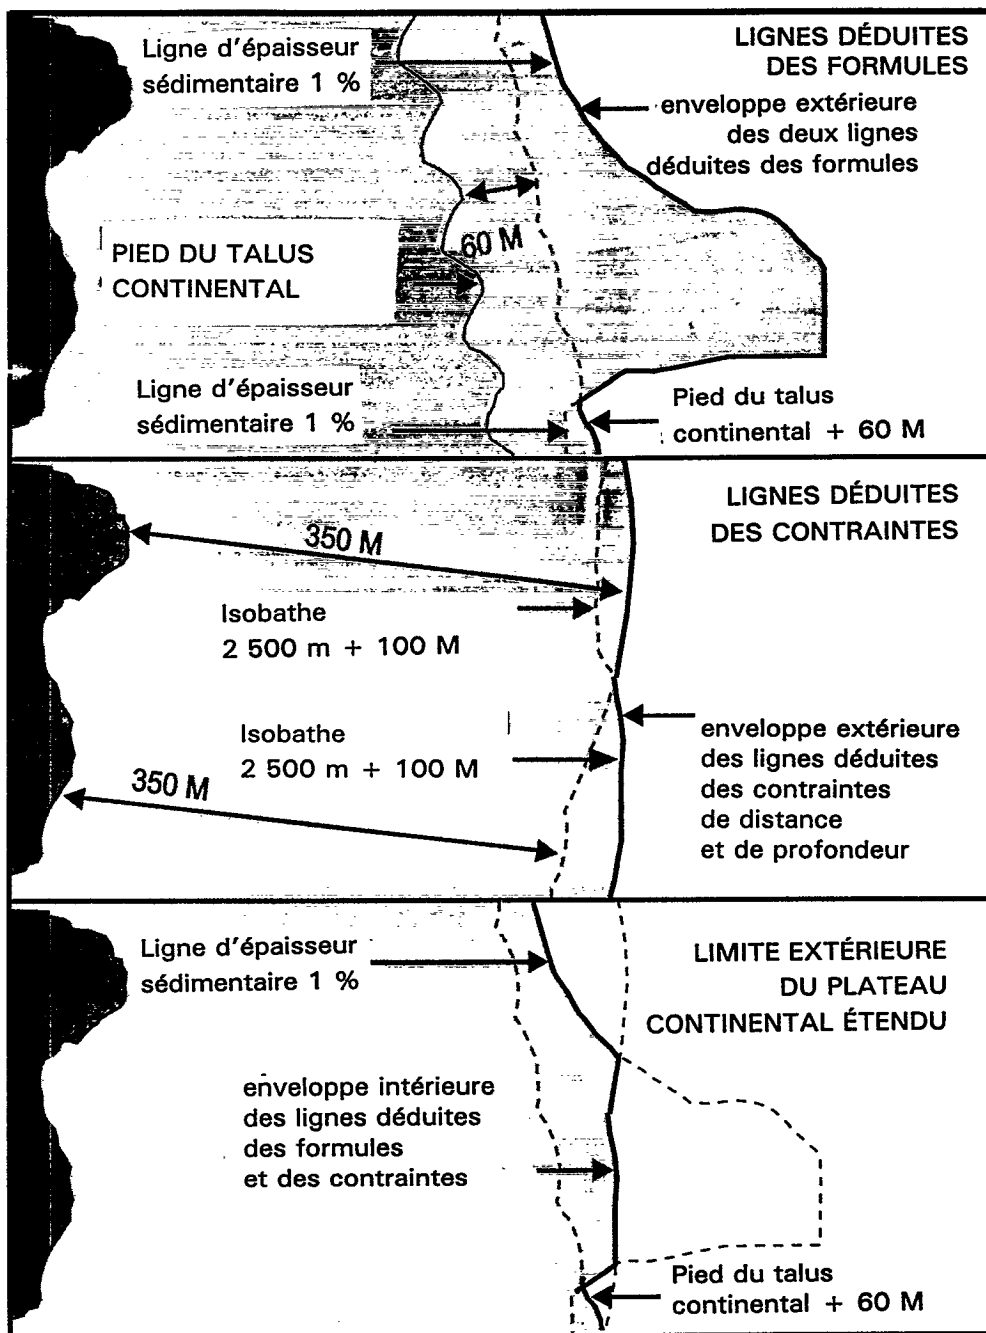 Ligne d'épaisseur
sédimentaire 1 %
LIGNES DÉDUITES
DES FORMULES
enveloppe extérieure
des deux lignes
déduites des formules
60 M
PIED DU TALUS
CONTINENTAL
Ligne d'épaisseur
sédimentaire 1 %
Pied du talus
continental + 60 M
LIGNES DÉDUITES
DES CONTRAINTES
350 M
Isobathe
2 500 m + 100 M
Isobathe
2 500 m + 100 M
350 M
enveloppe extérieure
des lignes déduites
des contraintes
de distance
et de profondeur
Ligne d'épaisseur
sédimentaire 1 %
LIMITE EXTÉRIEURE
DU PLATEAU
CONTINENTAL ÉTENDU
enveloppe intérieure
des lignes déduites
des formules
et des contraintes
Pied du talus
continental + 60 M